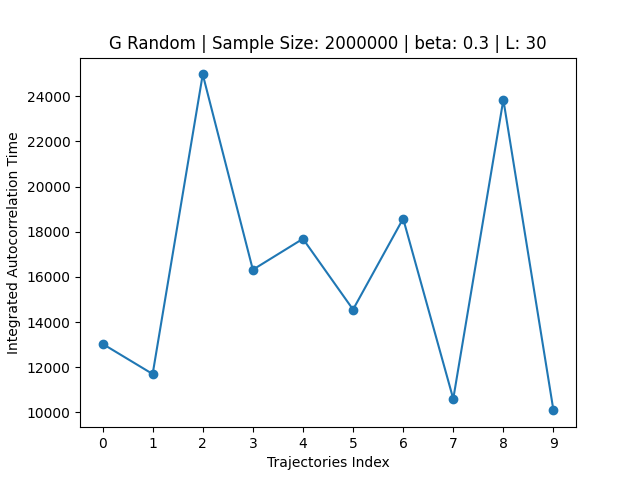 G Random | Sample Size: 2000000 | beta: 0.3 | L: 30
Integrated Autocorrelation Time
24000
22000
20000
18000
16000
14000
12000
10000
0 1 2 3 4 5 6 7 8 9
Trajectories Index